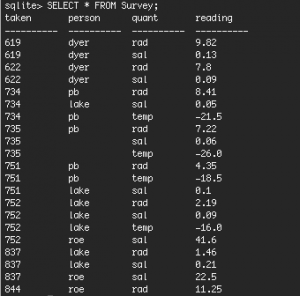 sqlite> SELECT * FROM Survey;
taken person quant reading
---------- ---------- ---------- ----------
619 dyer rad 9.82
619 dyer sal 0.13
622 dyer rad 7.8
622 dyer sal 0.09
734 pb rad 8.41
734 lake sal 0.05
734 pb temp -21.5
735 pb rad 7.22
735 sal 0.06
735 temp -26.0
751 pb rad 4.35
751 pb temp -18.5
751 lake sal 0.1
752 lake rad 2.19
752 lake sal 0.09
752 lake temp -16.0
752 roe sal 41.6
837 lake rad 1.46
837 lake sal 0.21
837 roe sal 22.5
844 roe rad 11.25